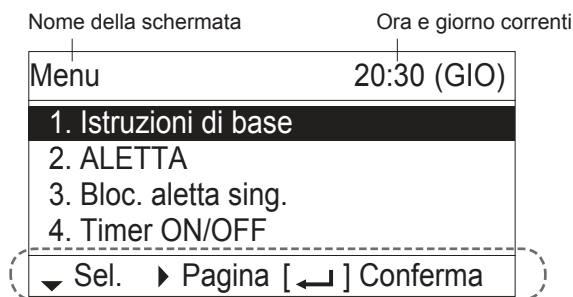 Nome della schermata Ora e giorno correnti
Menu 20:30 (GIO)
1. Istruzioni di base
2. ALETTA
3. Bloc. aletta sing.
4. Timer ON/OFF
Sel. Pagina [ ] Conferma